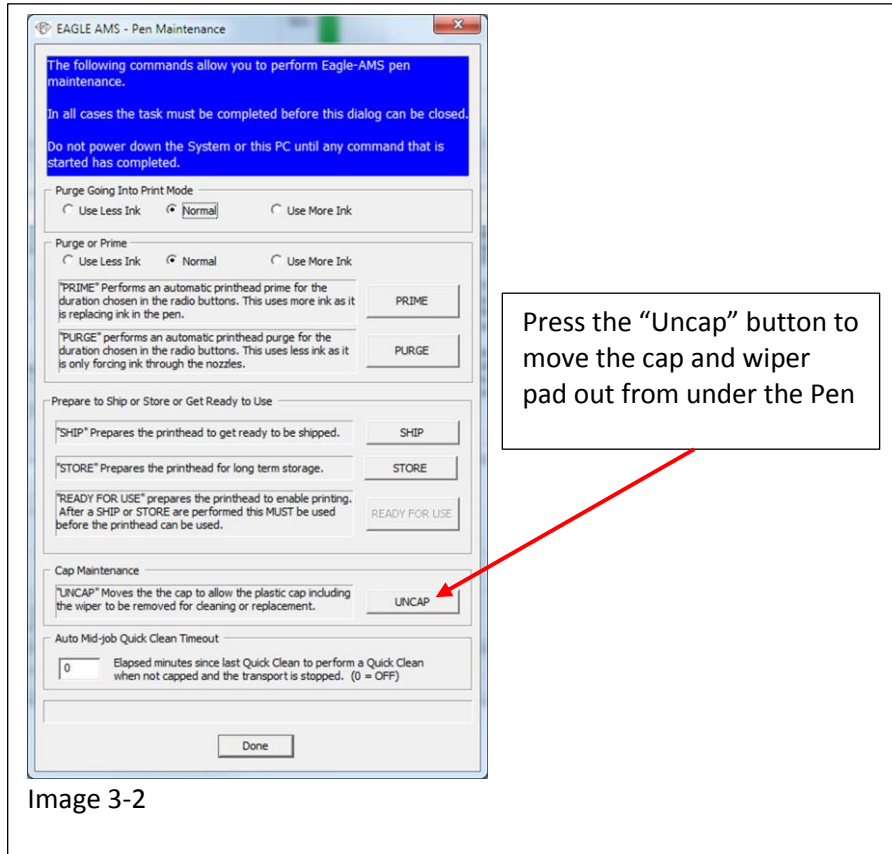 EAGLE AMS - Pen Maintenance
The following commands allow you to perform Eagle-AMS pen
maintenance.
In all cases the task must be completed before this dialog can be closed.
Do not power down the System or this PC until any command that is
started has completed.
Purge Going Into Print Mode
Use Less Ink Normal Use More Ink
Purge or Prime
Use Less Ink Normal Use More Ink
"PRIME" Performs an automatic printhead prime for the
duration chosen in the radio buttons. This uses more ink as it
is replacing ink in the pen.
PRIME
"PURGE" performs an automatic printhead purge for the
duration chosen in the radio buttons. This uses less ink as it
is only forcing ink through the nozzles.
PURGE
Prepare to Ship or Store or Get Ready to Use
"SHIP" Prepares the printhead to get ready to be shipped.
SHIP
"STORE" Prepares the printhead for long term storage.
STORE
"READY FOR USE" prepares the printhead to enable printing.
After a SHIP or STORE are performed this MUST be used
before the printhead can be used.
READY FOR USE
Cap Maintenance
"UNCAP" Moves the the cap to allow the plastic cap including
the wiper to be removed for cleaning or replacement.
UNCAP
Auto Mid-job Quick Clean Timeout
0
Elapsed minutes since last Quick Clean to perform a Quick Clean
when not capped and the transport is stopped. (0 = OFF)
Done
Press the “Uncap” button to
move the cap and wiper
pad out from under the Pen
Image 3-2